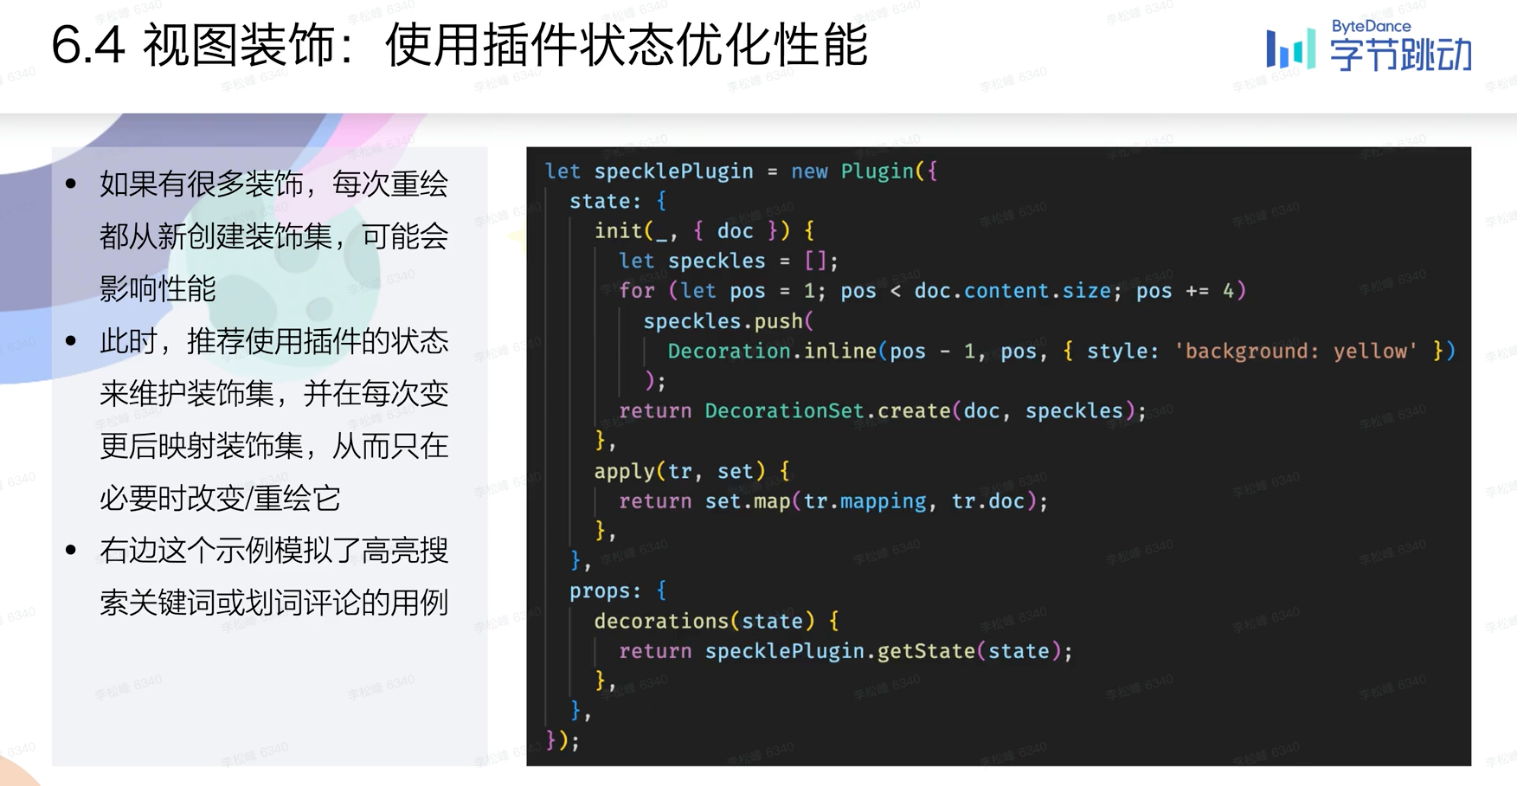 6.4 视图装饰：使用插件状态优化性能
ByteDance
字节跳动
• 如果有很多装饰，每次重绘
都从新创建装饰集，可能会
影响性能
• 此时，推荐使用插件的状态
来维护装饰集，并在每次变
更后映射装饰集，从而只在
必要时改变/重绘它
• 右边这个示例模拟了高亮搜
索关键词或划词评论的用例
let specklePlugin = new Plugin({
  state: {
    init(_, { doc }) {
      let speckles = [];
      for (let pos = 1; pos < doc.content.size; pos += 4)
        speckles.push(
          Decoration.inline(pos - 1, pos, { style: 'background: yellow' })
        );
      return DecorationSet.create(doc, speckles);
    },
    apply(tr, set) {
      return set.map(tr.mapping, tr.doc);
    },
  },
  props: {
    decorations(state) {
      return specklePlugin.getState(state);
    },
  },
});
李松峰 6340